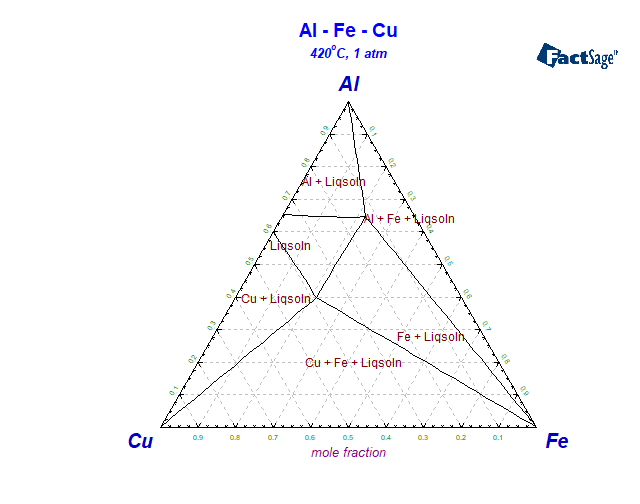 Al - Fe - Cu
420°C, 1 atm
FactSage
Al
0.9
0.1
0.8
0.2
Al + Liqsoln
0.7
0.3
Al + Fe + Liqsoln
0.6
0.4
Liqsoln
0.5
0.5
Cu + Liqsoln
0.4
0.6
0.3
0.7
Fe + Liqsoln
Cu + Fe + Liqsoln
0.2
0.8
0.1
0.9
Cu
0.9
0.8
0.7
0.6
0.5
0.4
0.3
0.2
0.1
Fe
mole fraction